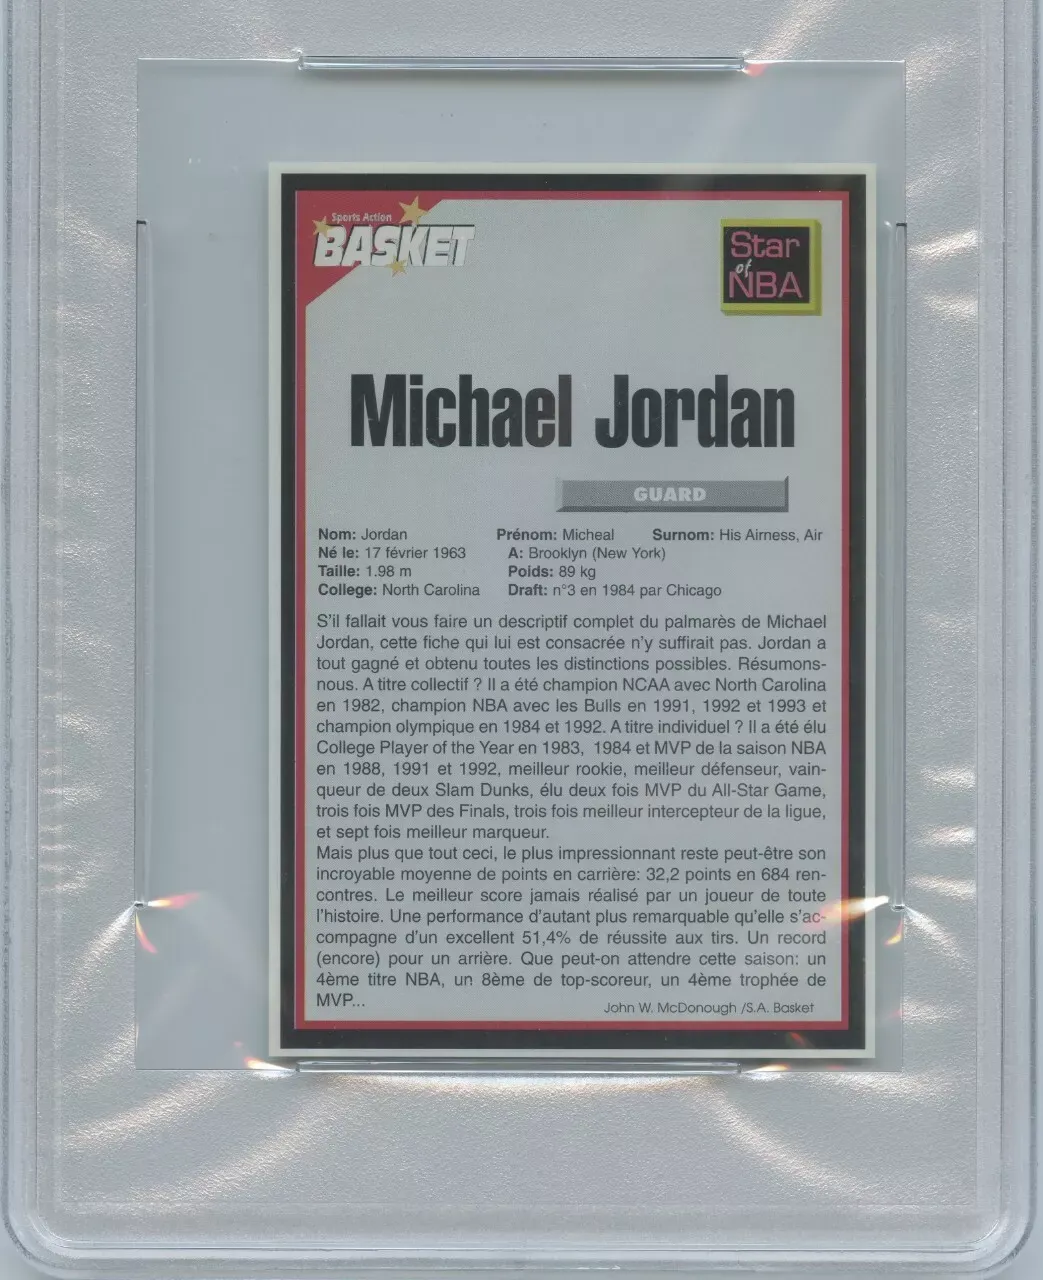 Sports Action
BASKET
Star
of
NBA
Michael Jordan
GUARD
Nom: Jordan Prénom: Micheal Surnom: His Airness, Air
Né le: 17 février 1963 A: Brooklyn (New York)
Taille: 1.98 m Poids: 89 kg
College: North Carolina Draft: n°3 en 1984 par Chicago
S'il fallait vous faire un descriptif complet du palmarès de Michael
Jordan, cette fiche qui lui est consacrée n'y suffirait pas. Jordan a
tout gagné et obtenu toutes les distinctions possibles. Résumons-
nous. A titre collectif ? Il a été champion NCAA avec North Carolina
en 1982, champion NBA avec les Bulls en 1991, 1992 et 1993 et
champion olympique en 1984 et 1992. A titre individuel ? Il a été élu
College Player of the Year en 1983, 1984 et MVP de la saison NBA
en 1988, 1991 et 1992, meilleur rookie, meilleur défenseur, vain-
queur de deux Slam Dunks, élu deux fois MVP du All-Star Game,
trois fois MVP des Finals, trois fois meilleur intercepteur de la ligue,
et sept fois meilleur marqueur.
Mais plus que tout ceci, le plus impressionnant reste peut-être son
incroyable moyenne de points en carrière: 32,2 points en 684 ren-
contres. Le meilleur score jamais réalisé par un joueur de toute
l'histoire. Une performance d'autant plus remarquable qu'elle s'ac-
compagne d'un excellent 51,4% de réussite aux tirs. Un record
(encore) pour un arrière. Que peut-on attendre cette saison: un
4ème titre NBA, un 8ème de top-scoreur, un 4ème trophée de
MVP...
John W. McDonough /S.A. Basket